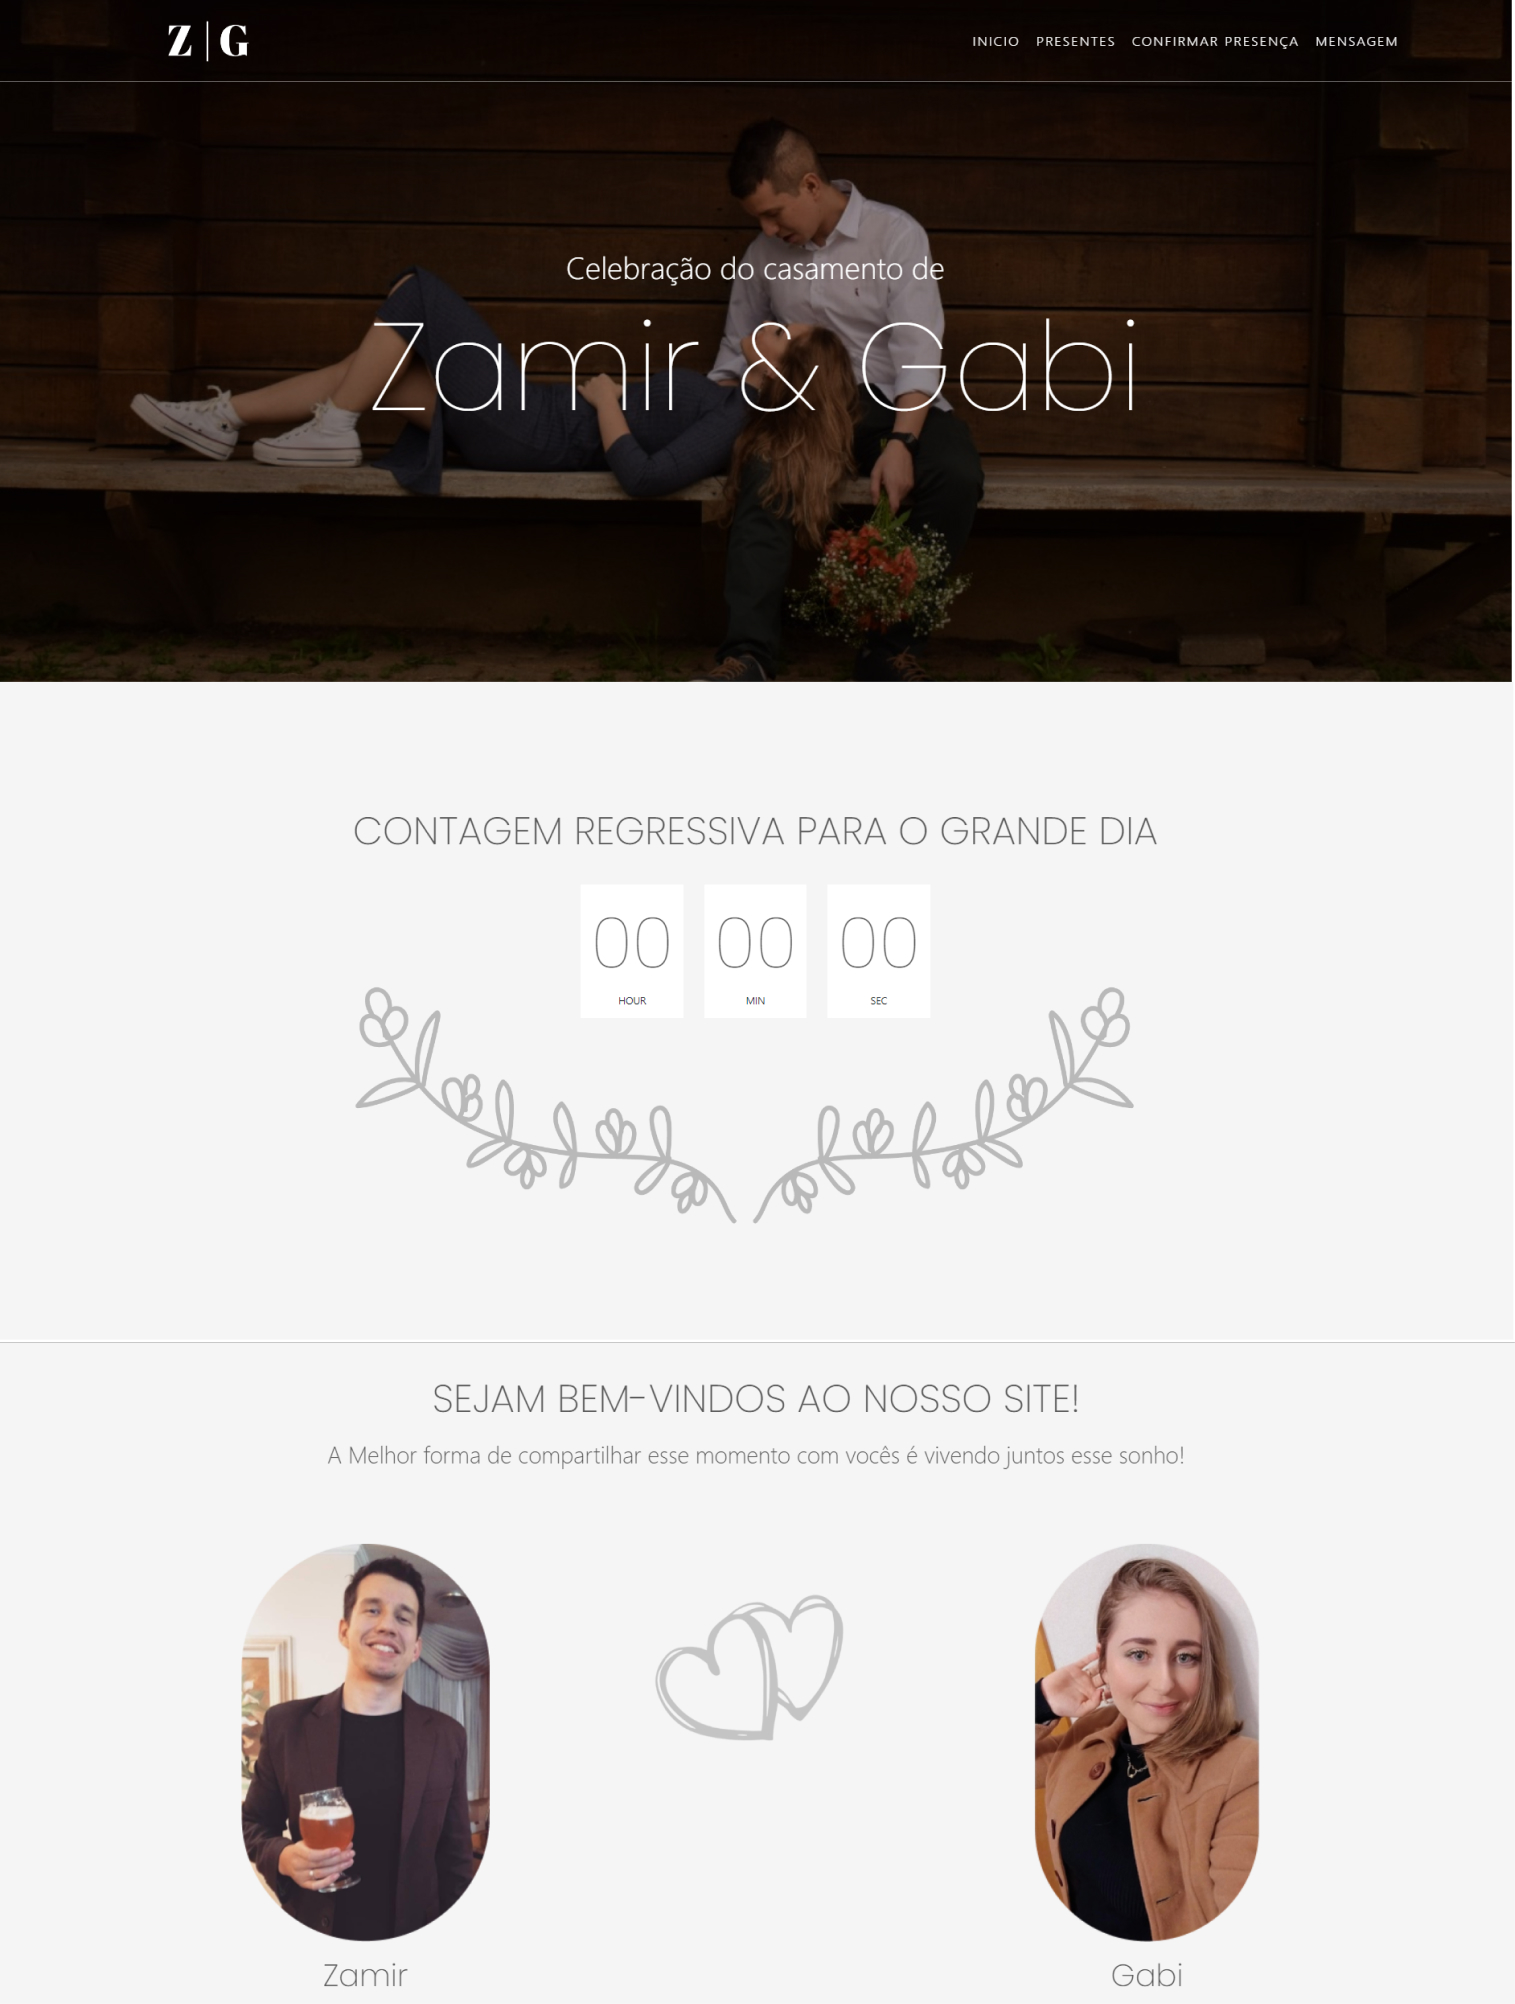 Z | G
INICIO PRESENTES CONFIRMAR PRESENÇA MENSAGEM
Celebração do casamento de
Zamir & Gabi
CONTAGEM REGRESSIVA PARA O GRANDE DIA
00 00 00
HOUR MIN SEC
SEJAM BEM-VINDOS AO NOSSO SITE!
A Melhor forma de compartilhar esse momento com vocês é vivendo juntos esse sonho!
Zamir Gabi